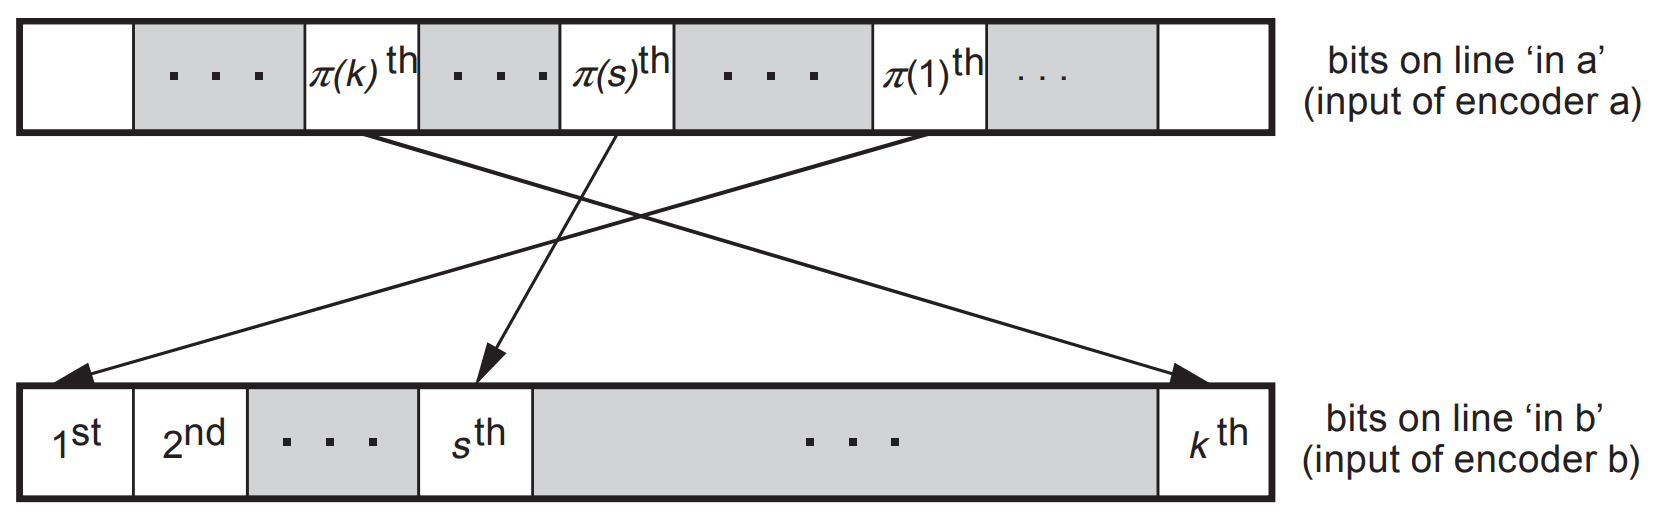 . . . π(k) th . . . π(s)th . . . π(1)th . . .
bits on line ‘in a’
(input of encoder a)
1st 2nd . . . s th . . . k th
bits on line ‘in b’
(input of encoder b)